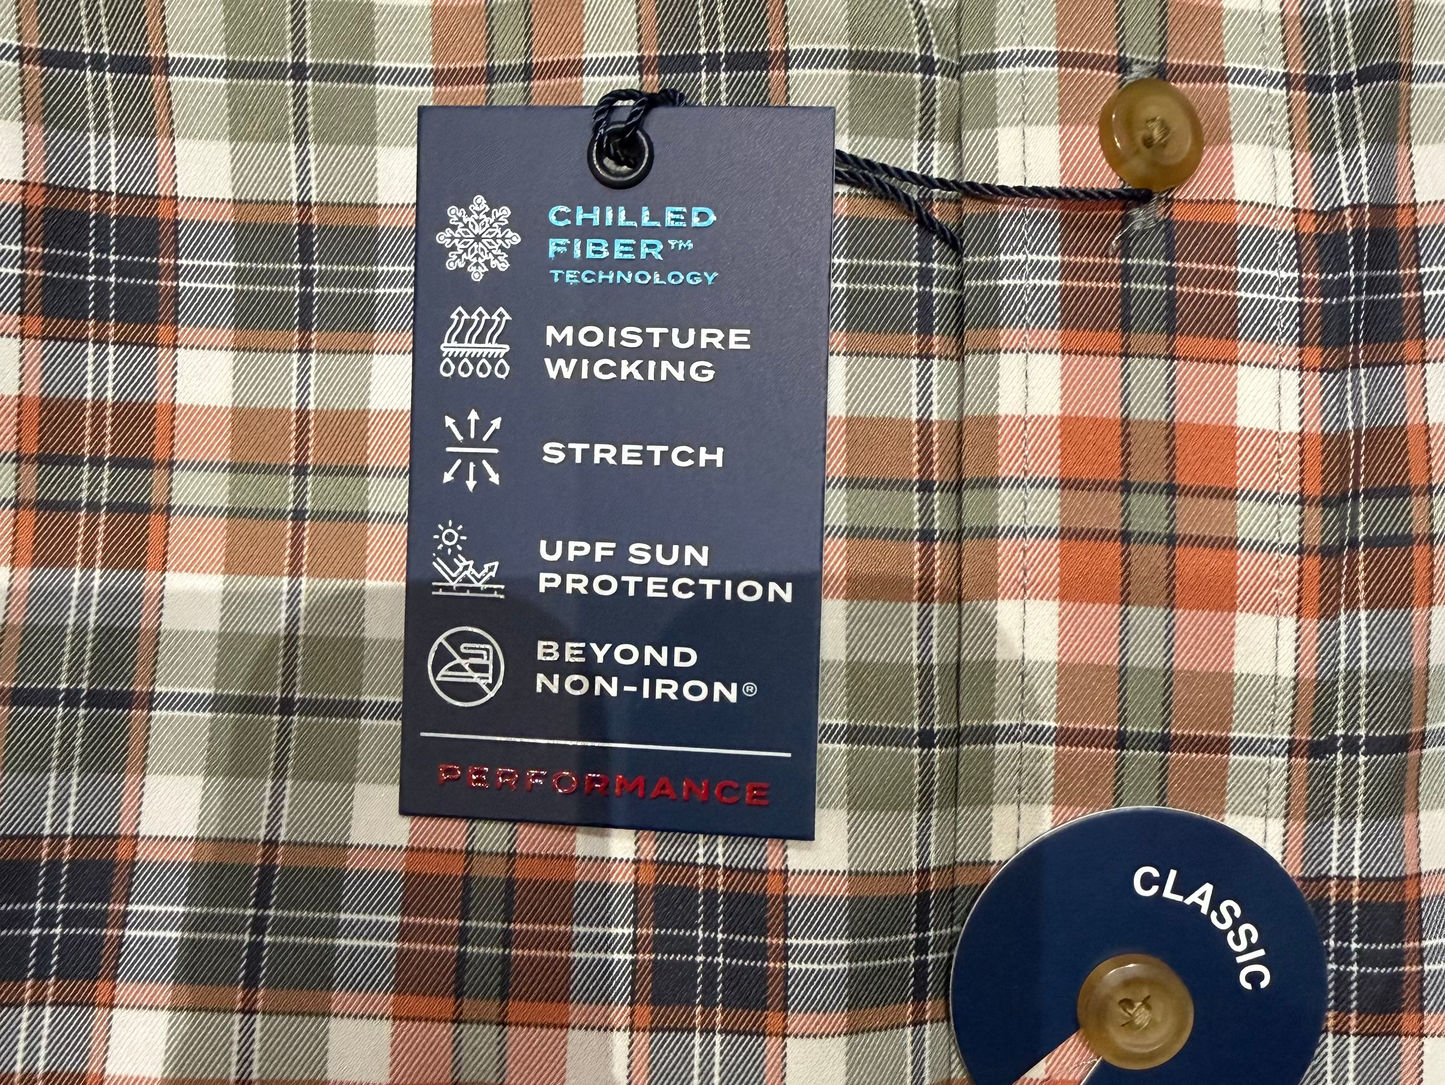 CHILLED
FIBER™
TECHNOLOGY
MOISTURE
WICKING
STRETCH
UPF SUN
PROTECTION
BEYOND
NON-IRON®
PERFORMANCE
CLASSIC